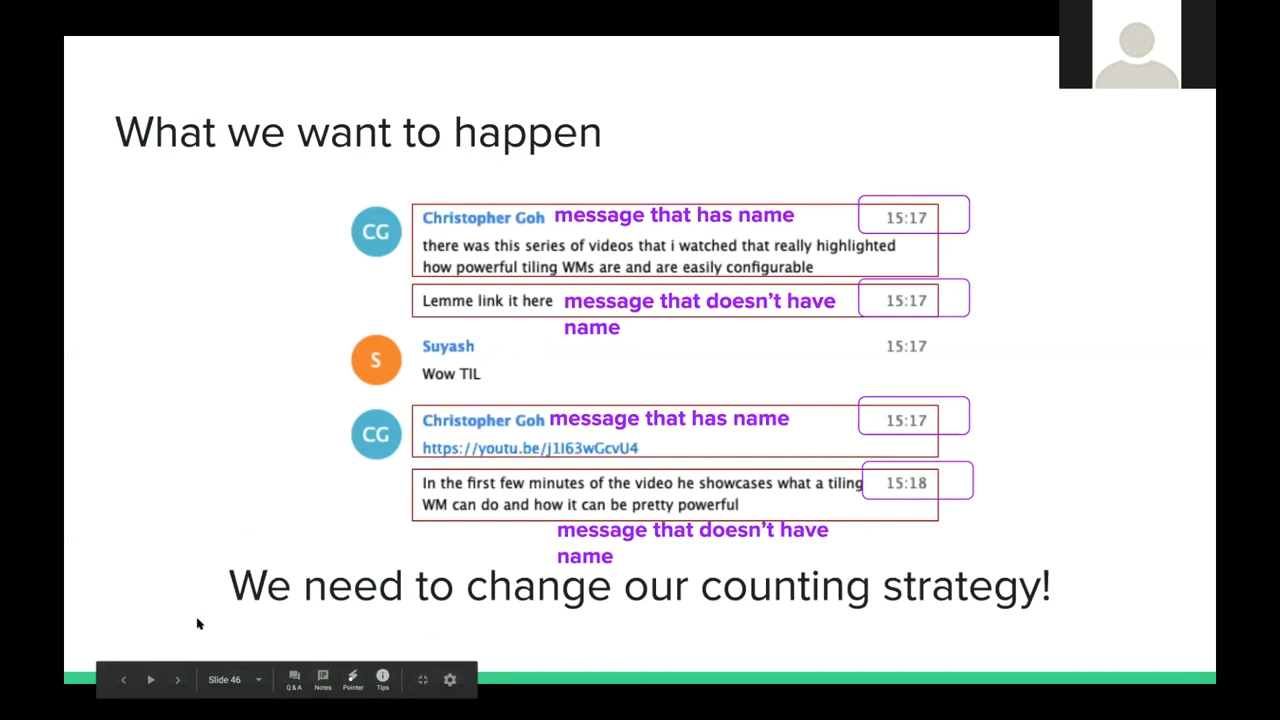 What we want to happen
CG
Christopher Goh message that has name 15:17
there was this series of videos that i watched that really highlighted
how powerful tiling WMs are and are easily configurable
Lemme link it here message that doesn't have 15:17
name
S
Suyash 15:17
Wow TIL
CG
Christopher Goh message that has name 15:17
https://youtu.be/j1I63wGcvU4
In the first few minutes of the video he showcases what a tiling 15:18
WM can do and how it can be pretty powerful
message that doesn't have
name
We need to change our counting strategy!
Slide 46
Q&A Notes Pointer Tips